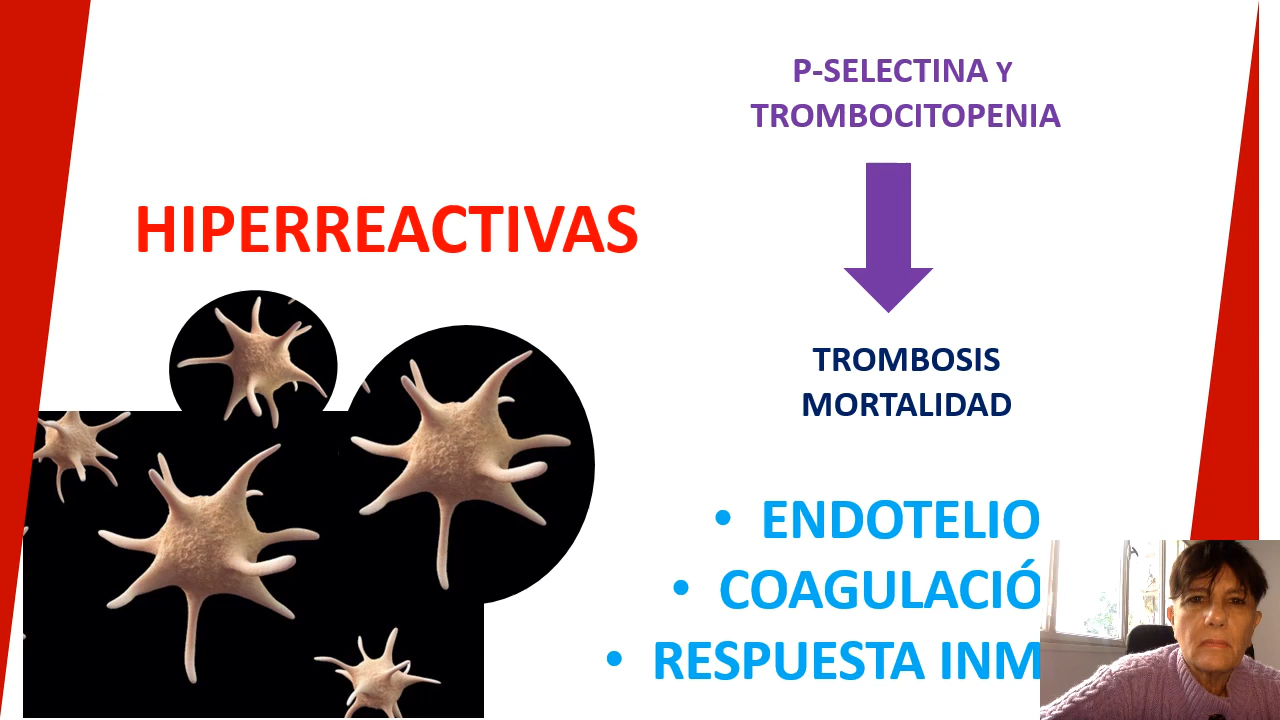 P-SELECTINA Y
TROMBOCITOPENIA
HIPERREACTIVAS
TROMBOSIS
MORTALIDAD
• ENDOTELIO
• COAGULACIÓ
• RESPUESTA INM